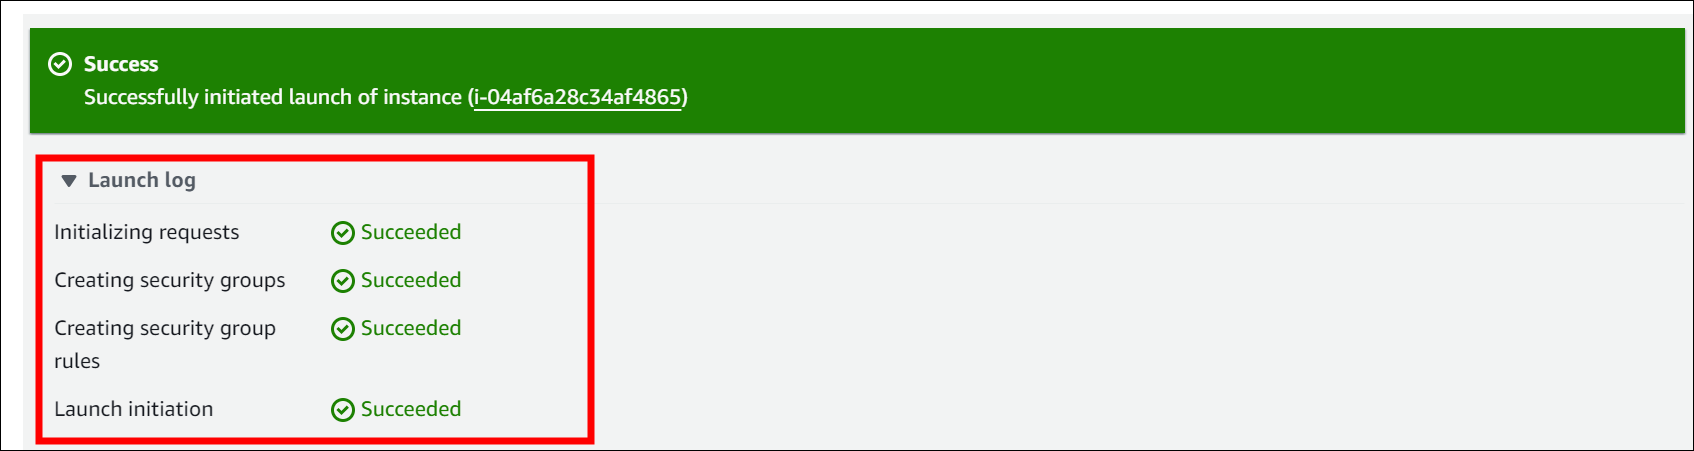 Success
Successfully initiated launch of instance (i-04af6a28c34af4865)
Launch log
Initializing requests Succeeded
Creating security groups Succeeded
Creating security group Succeeded
rules
Launch initiation Succeeded